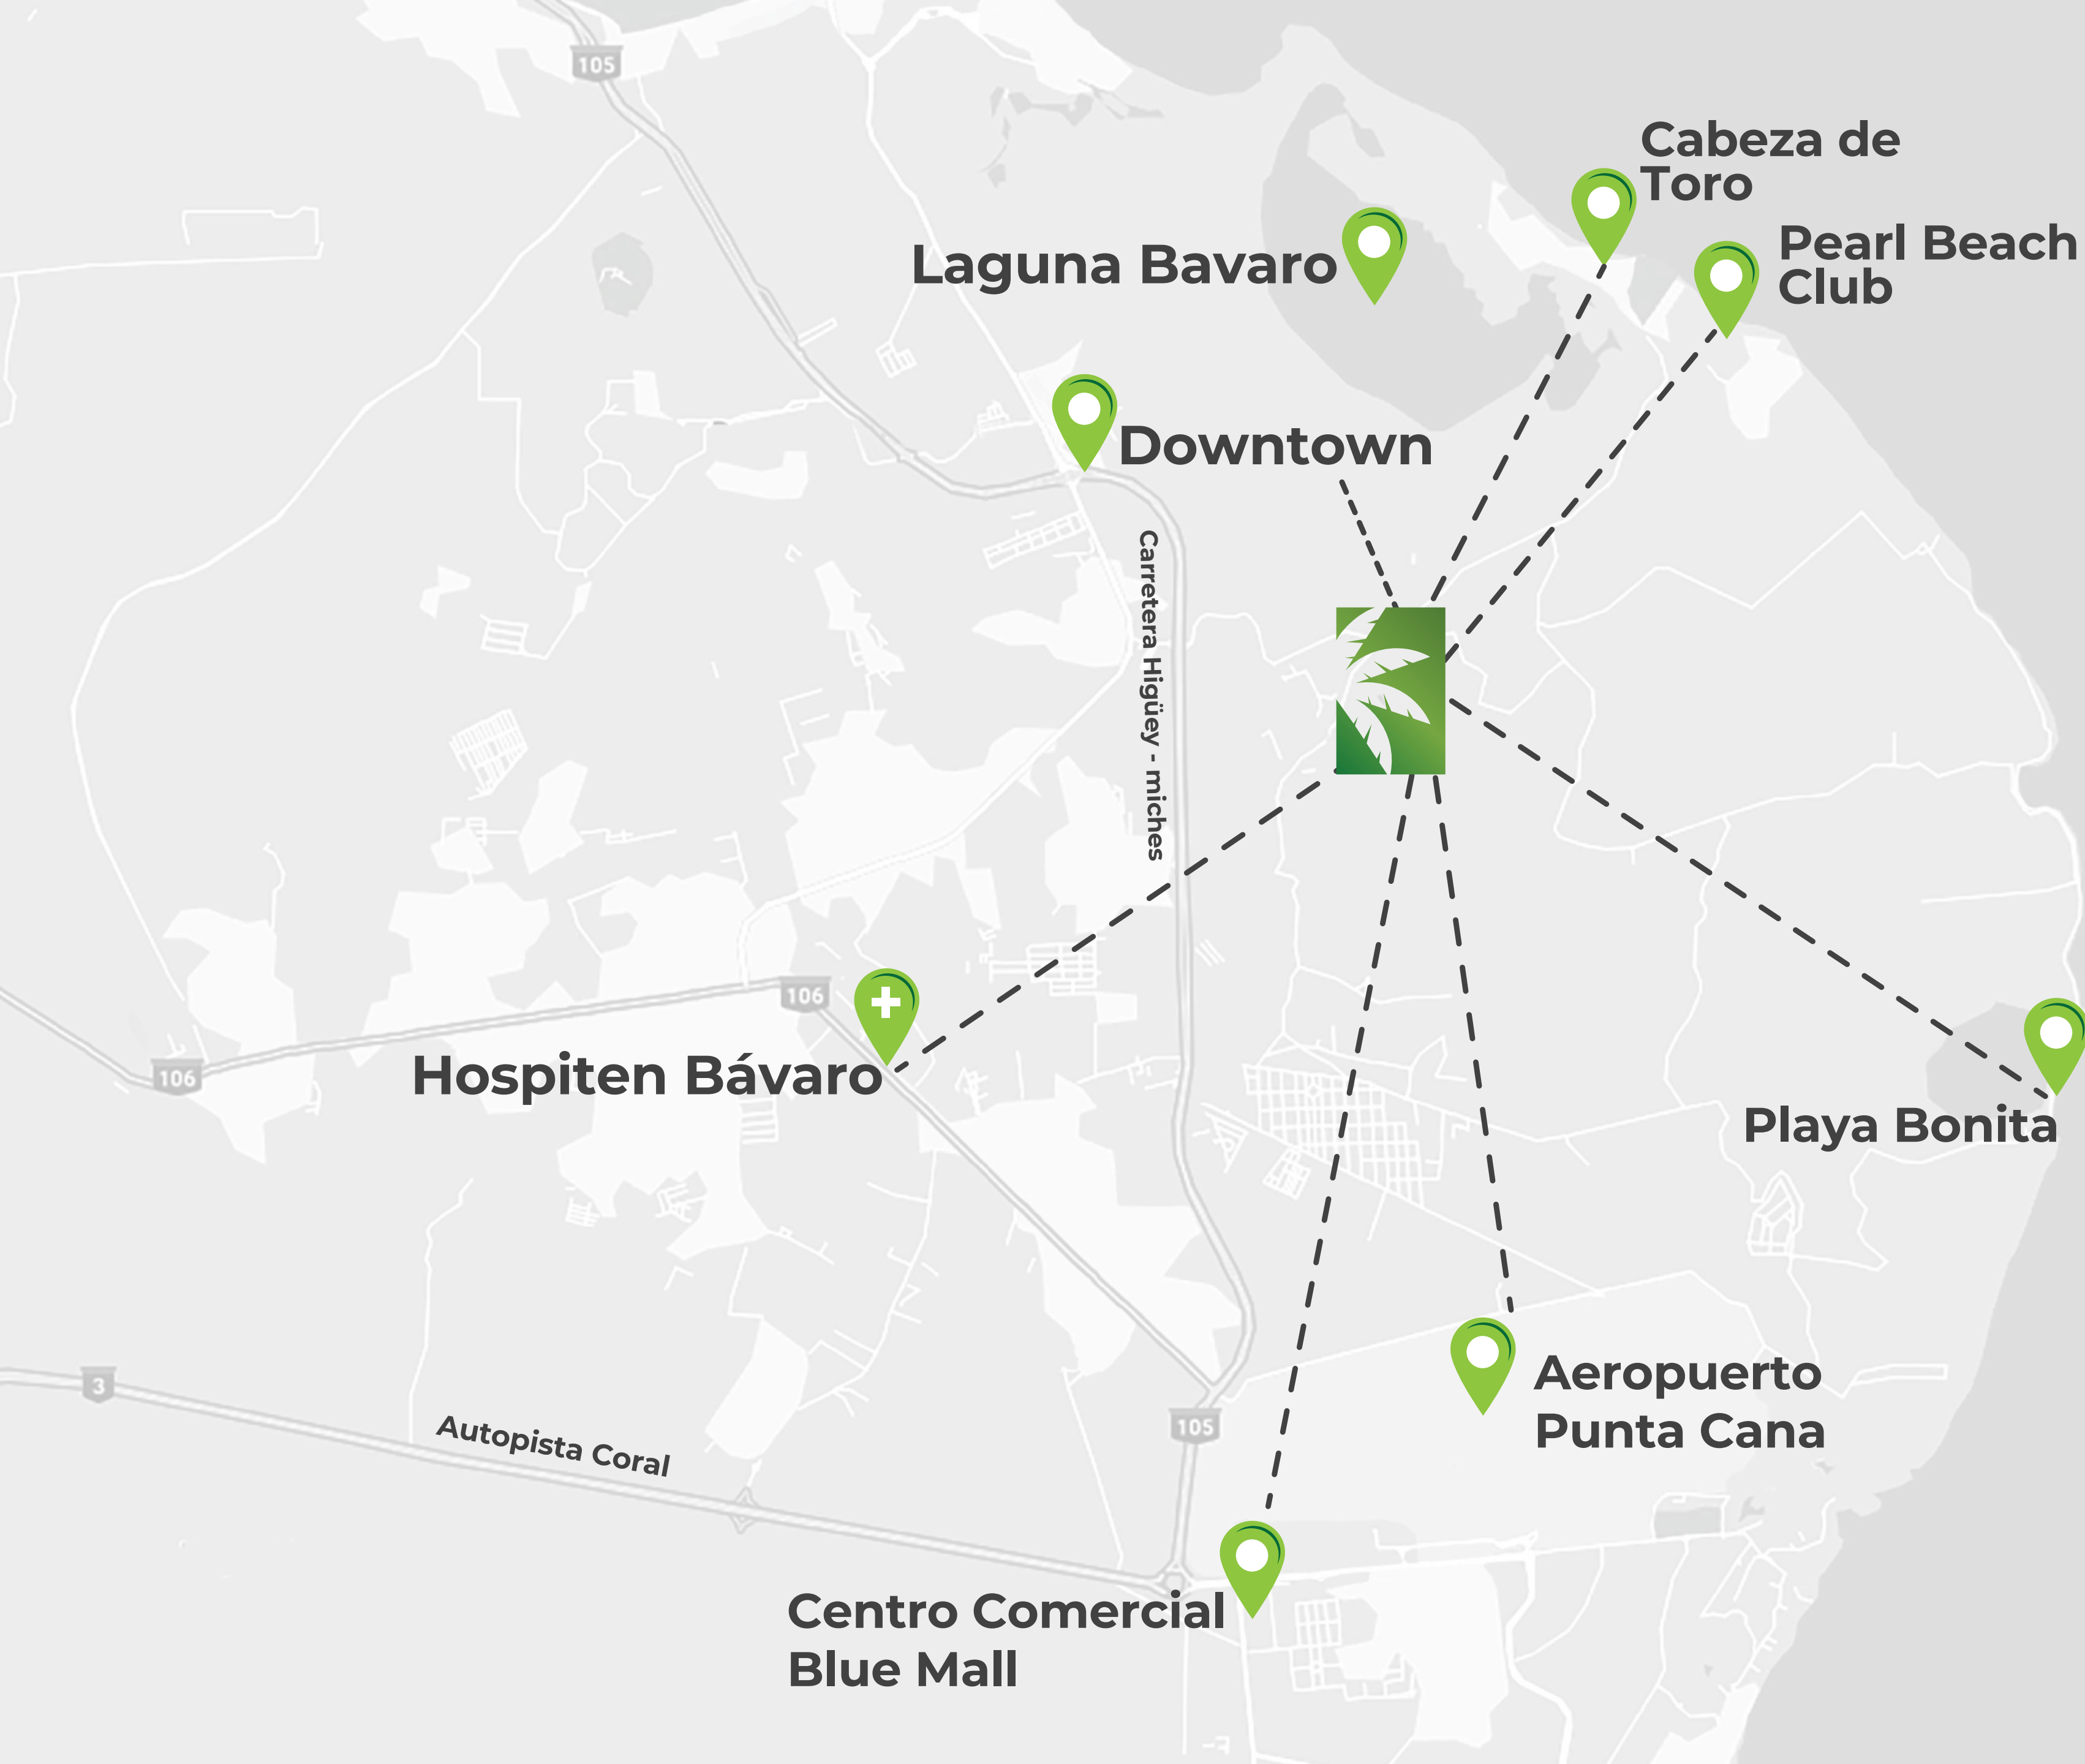 105
Cabeza de
Toro
Pearl Beach
Club
Laguna Bavaro
Downtown
Carretera Higüey - miches
106
106
Hospiten Bávaro
Playa Bonita
Aeropuerto
Punta Cana
3
Autopista Coral
105
Centro Comercial
Blue Mall